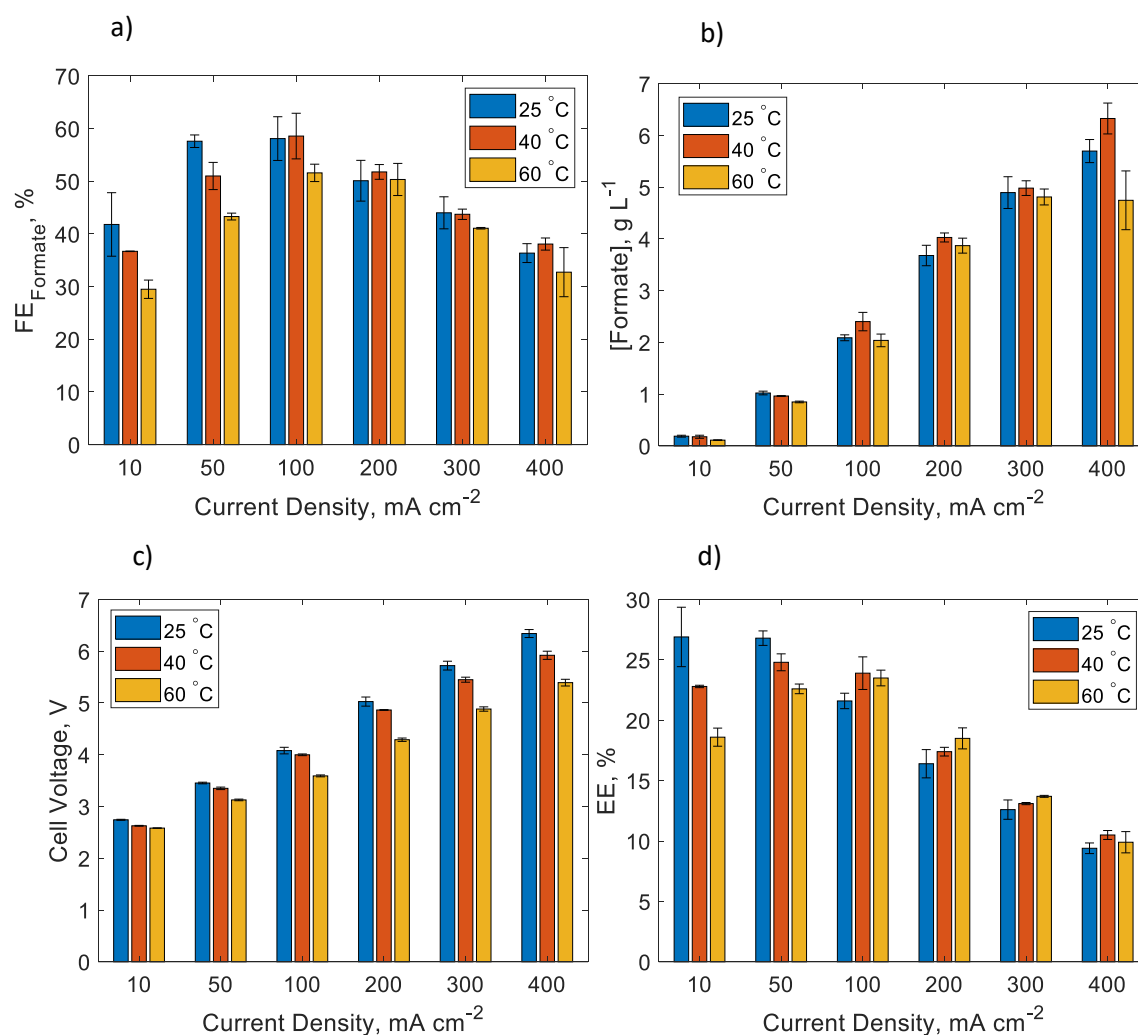 a)
70
60
50
40
30
20
10
0
FE_Formate, %
25 °C
40 °C
60 °C
10 50 100 200 300 400
Current Density, mA cm⁻²
b)
7
6
5
4
3
2
1
0
[Formate], g L⁻¹
25 °C
40 °C
60 °C
10 50 100 200 300 400
Current Density, mA cm⁻²
c)
7
6
5
4
3
2
1
0
Cell Voltage, V
25 °C
40 °C
60 °C
10 50 100 200 300 400
Current Density, mA cm⁻²
d)
30
25
20
15
10
5
0
EE, %
25 °C
40 °C
60 °C
10 50 100 200 300 400
Current Density, mA cm⁻²